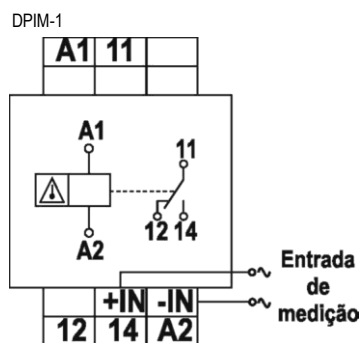 DPIM-1
A1 11
A1
11
A2
12 14
+IN -IN
12 14 A2
Entrada
de
medição